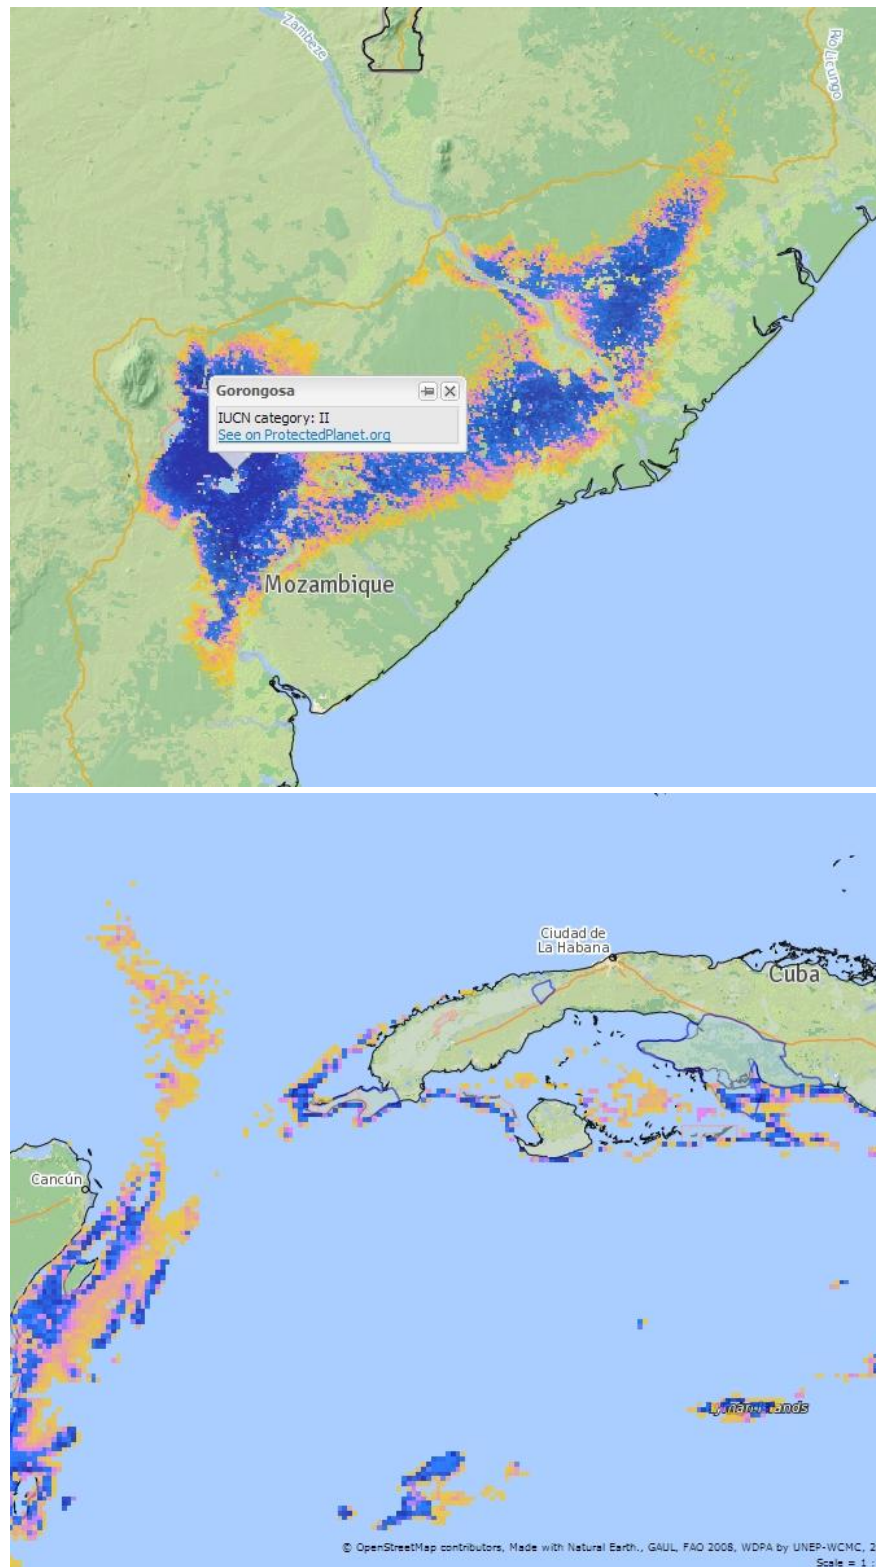 Zambeze
Rio Licungo
Gorongosa
IUCN category: II
See on ProtectedPlanet.org
Mozambique
Ciudad de
La Habana
Cuba
Cancún
© OpenStreetMap contributors, Made with Natural Earth., GAUL, FAO 2008, WDPA by UNEP-WCMC, 2
Scale = 1 :